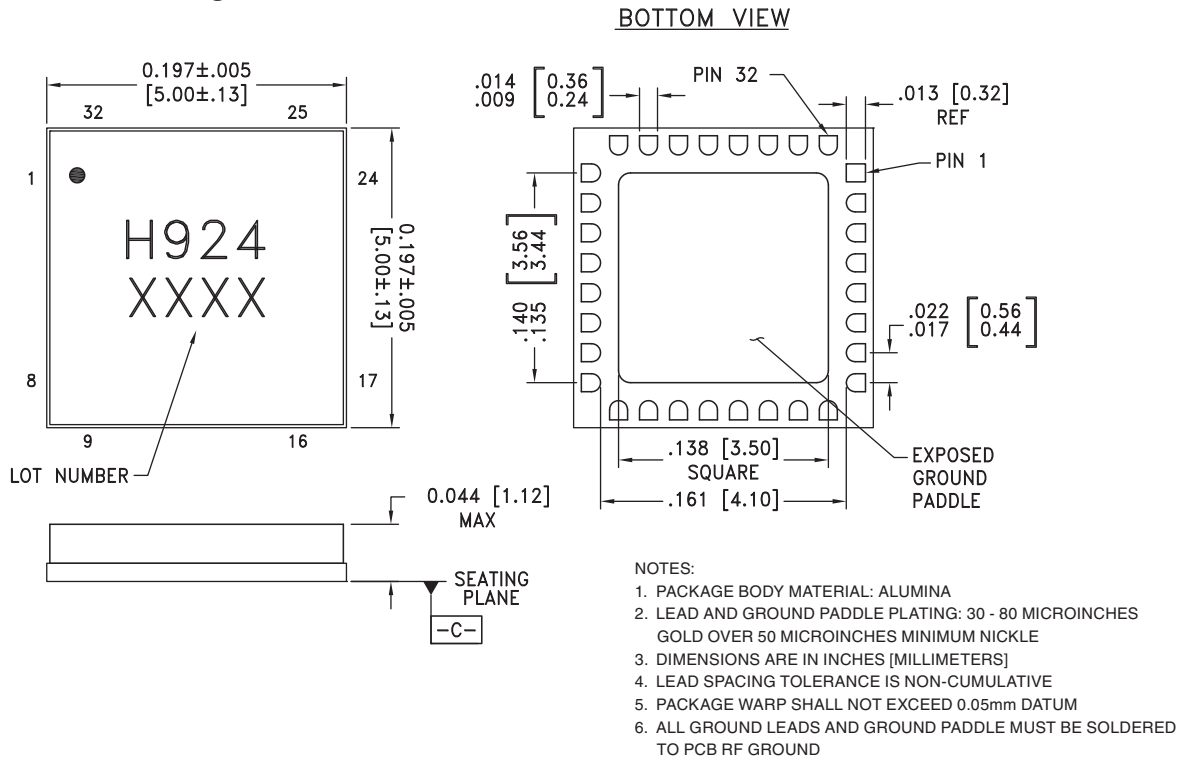 BOTTOM VIEW
0.197±.005
[5.00±.13]
32 25
1 24
H924
XXXX
0.197±.005
[5.00±.13]
8 17
9 16
LOT NUMBER
0.044 [1.12]
MAX
SEATING
PLANE
-C-
.014 [0.36]
.009 [0.24]
PIN 32
.013 [0.32]
REF
PIN 1
[3.56]
[3.44]
.140
.135
.022 [0.56]
.017 [0.44]
.138 [3.50]
SQUARE
.161 [4.10]
EXPOSED
GROUND
PADDLE
NOTES:
1. PACKAGE BODY MATERIAL: ALUMINA
2. LEAD AND GROUND PADDLE PLATING: 30 - 80 MICROINCHES
GOLD OVER 50 MICROINCHES MINIMUM NICKLE
3. DIMENSIONS ARE IN INCHES [MILLIMETERS]
4. LEAD SPACING TOLERANCE IS NON-CUMULATIVE
5. PACKAGE WARP SHALL NOT EXCEED 0.05mm DATUM
6. ALL GROUND LEADS AND GROUND PADDLE MUST BE SOLDERED
TO PCB RF GROUND